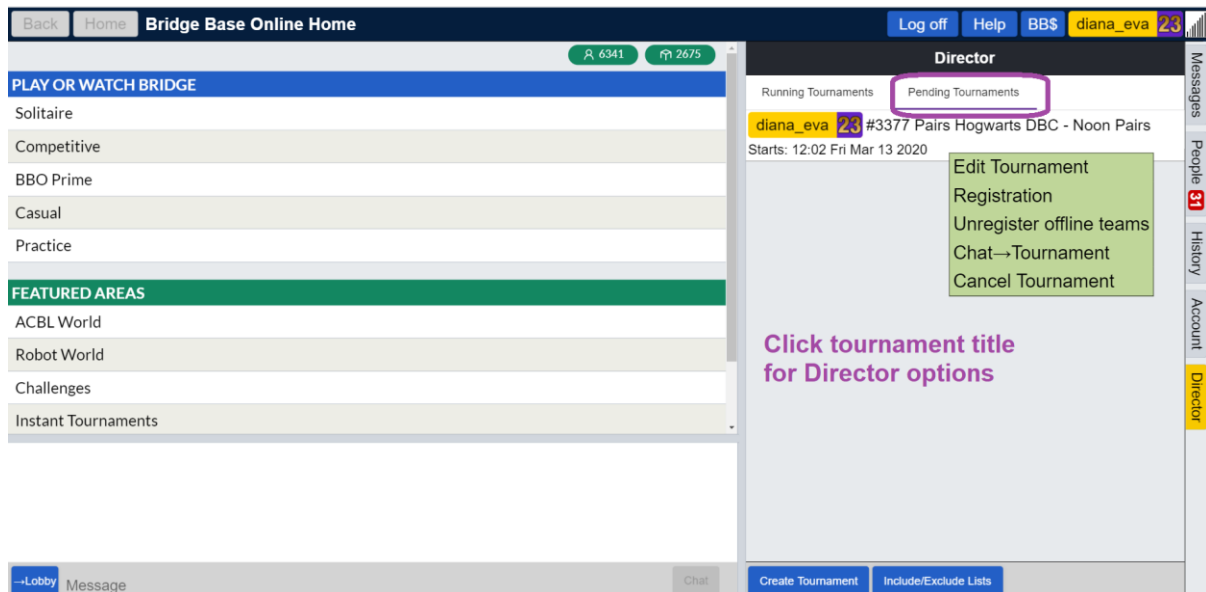 Back Home Bridge Base Online Home Log off Help BB$ diana_eva 23
6341 2675
PLAY OR WATCH BRIDGE
Solitaire
Competitive
BBO Prime
Casual
Practice
FEATURED AREAS
ACBL World
Robot World
Challenges
Instant Tournaments
→Lobby Message Chat
Director
Running Tournaments Pending Tournaments
diana_eva 23 #3377 Pairs Hogwarts DBC - Noon Pairs
Starts: 12:02 Fri Mar 13 2020
Edit Tournament
Registration
Unregister offline teams
Chat→Tournament
Cancel Tournament
Click tournament title
for Director options
Create Tournament Include/Exclude Lists
Messages
People 31
History
Account
Director